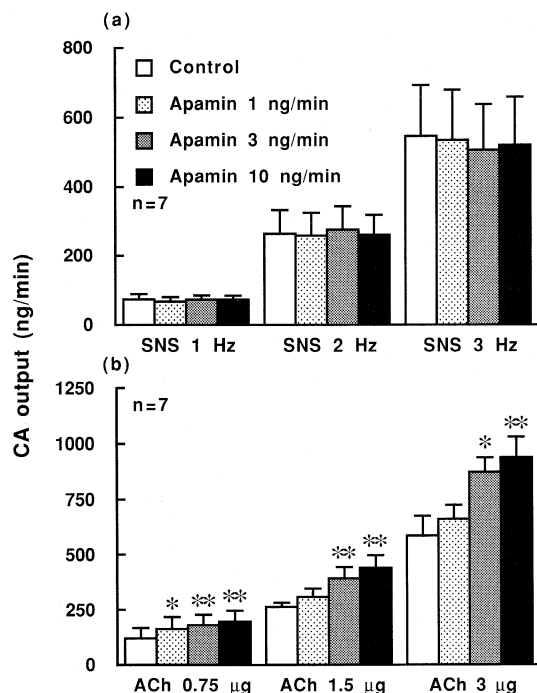 (a)
800
600
400
200
0
Control
Apamin 1 ng/min
Apamin 3 ng/min
Apamin 10 ng/min
n=7
SNS 1 Hz SNS 2 Hz SNS 3 Hz
CA output (ng/min)
(b)
1250
1000
750
500
250
0
n=7
* ** ** ** ** * **
ACh 0.75 µg ACh 1.5 µg ACh 3 µg